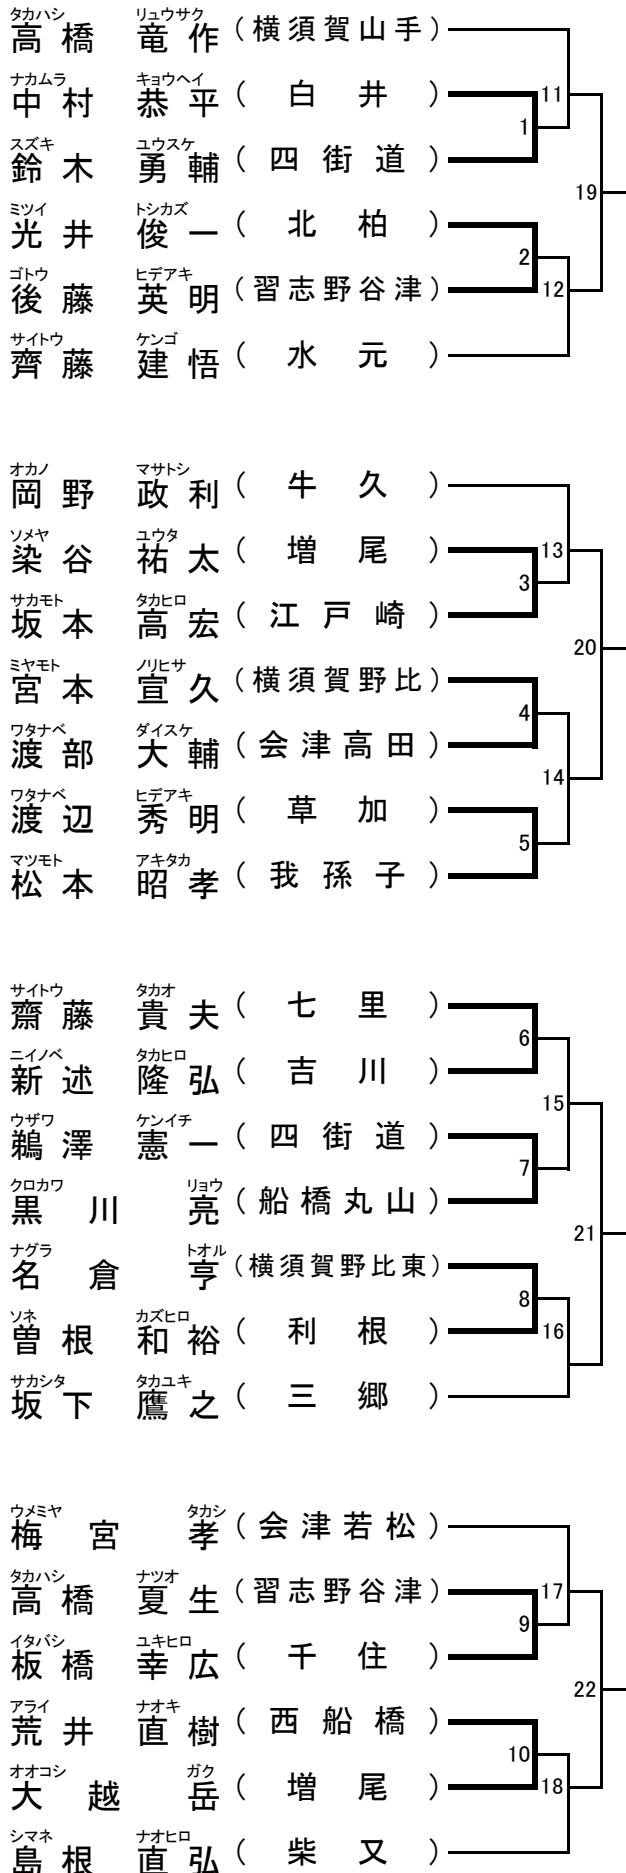 タカハシ リュウサク
高橋 竜作 (横須賀山手)
ナカムラ キョウヘイ
中村 恭平 (白井) 11
1
スズキ ユウスケ
鈴木 勇輔 (四街道)
19
ミツイ トシカズ
光井 俊一 (北柏)
2
ゴトウ ヒデアキ
後藤 英明 (習志野谷津) 12
サイトウ ケンゴ
齊藤 建悟 (水元)
オカノ マサトシ
岡野 政利 (牛久)
ソメヤ ユウタ
染谷 祐太 (増尾) 13
3
サカモト タカヒロ
坂本 高宏 (江戸崎)
20
ミヤモト ノリヒサ
宮本 宣久 (横須賀野比)
4
ワタナベ ダイスケ
渡部 大輔 (会津高田)
14
ワタナベ ヒデアキ
渡辺 秀明 (草加)
5
マツモト アキタカ
松本 昭孝 (我孫子)
サイトウ タカオ
齋藤 貴夫 (七里)
6
ニイノベ タカヒロ
新述 隆弘 (吉川)
15
ウザワ ケンイチ
鵜澤 憲一 (四街道)
7
クロカワ リョウ
黒川 亮 (船橋丸山)
21
ナグラ トオル
名倉 亨 (横須賀野比東)
8
ソネ カズヒロ
曽根 和裕 (利根) 16
サカシタ タカユキ
坂下 鷹之 (三郷)
ウメミヤ タカシ
梅宮 孝 (会津若松)
タカハシ ナツオ
高橋 夏生 (習志野谷津) 17
9
イタバシ ユキヒロ
板橋 幸広 (千住)
22
アライ ナオキ
荒井 直樹 (西船橋)
10
オオコシ ガク
大越 岳 (増尾) 18
シマネ ナオヒロ
島根 直弘 (柴又)